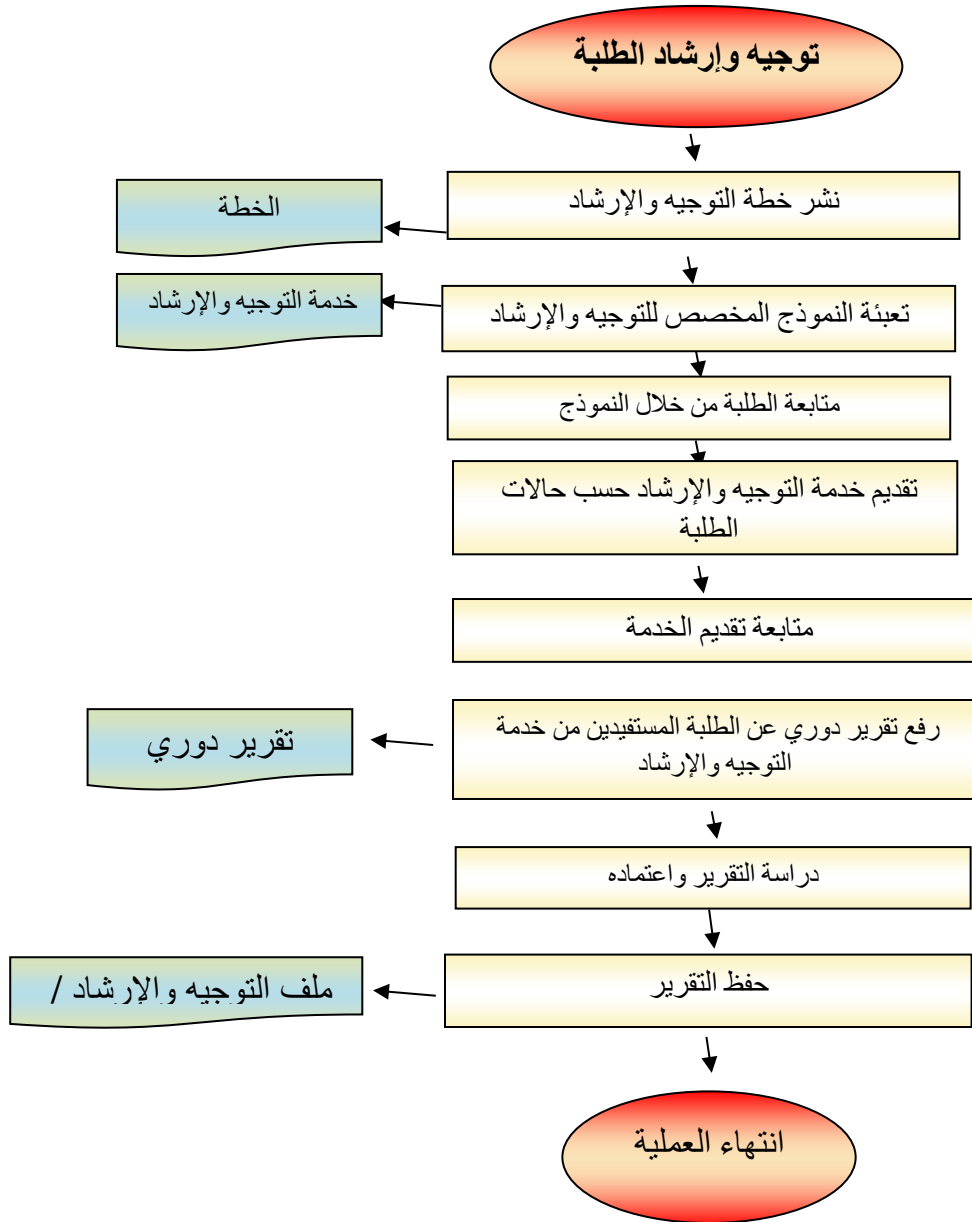 توجيه وإرشاد الطلبة
نشر خطة التوجيه والإرشاد
الخطة
تعبئة النموذج المخصص للتوجيه والإرشاد
خدمة التوجيه والإرشاد
متابعة الطلبة من خلال النموذج
تقديم خدمة التوجيه والإرشاد حسب حالات
الطلبة
متابعة تقديم الخدمة
رفع تقرير دوري عن الطلبة المستفيدين من خدمة
التوجيه والإرشاد
تقرير دوري
دراسة التقرير واعتماده
حفظ التقرير
ملف التوجيه والإرشاد /
انتهاء العملية